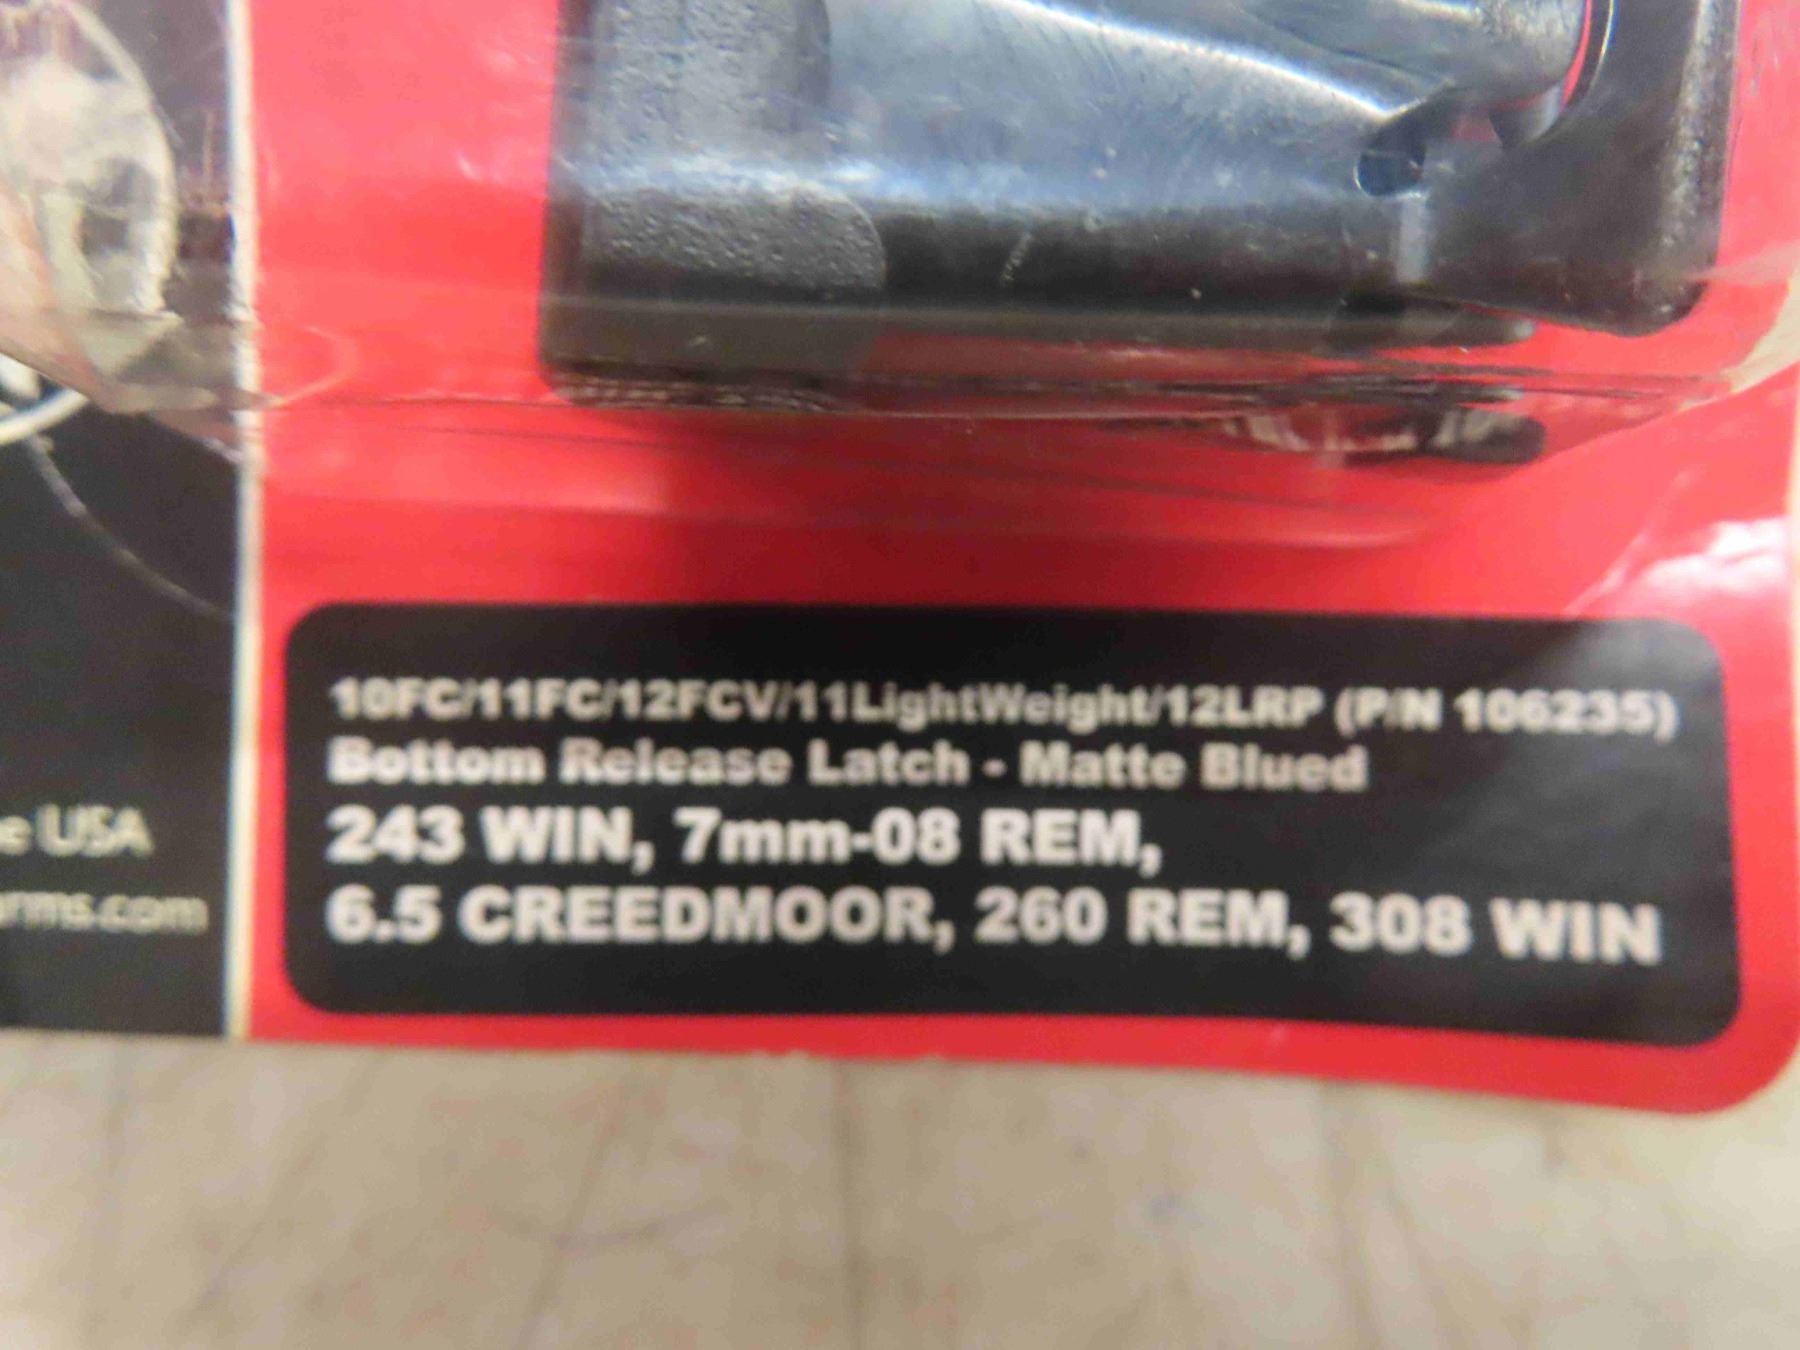 10FC/11FC/12FCV/11LightWeight/12LRP (P/N 106235)
Bottom Release Latch - Matte Blued
243 WIN, 7mm-08 REM,
6.5 CREEDMOOR, 260 REM, 308 WIN
USA